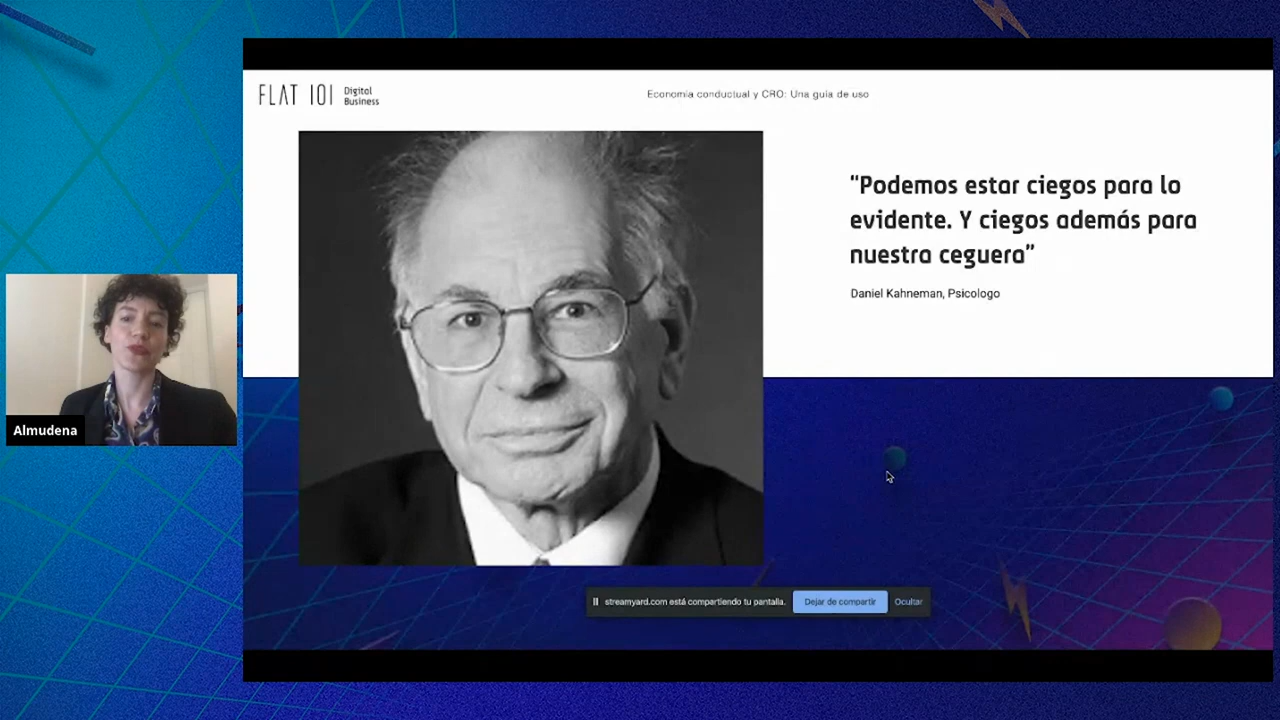 FLAT 101
Digital
Business
Economía conductual y CRO: Una guía de uso
“Podemos estar ciegos para lo
evidente. Y ciegos además para
nuestra ceguera”
Daniel Kahneman, Psicologo
Almudena
streamyard.com está compartiendo tu pantalla.
Dejar de compartir
Ocultar